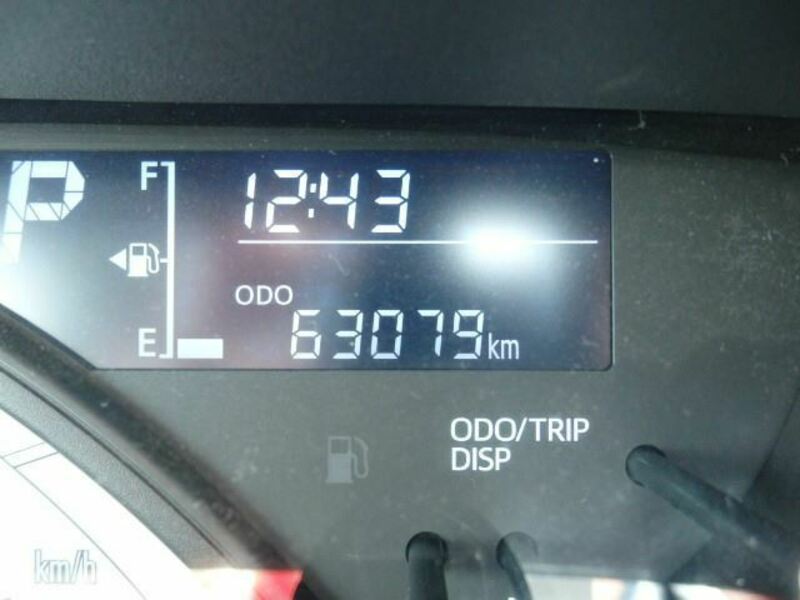 P
F
12:43
ODO
63079km
E
ODO/TRIP
DISP
km/h